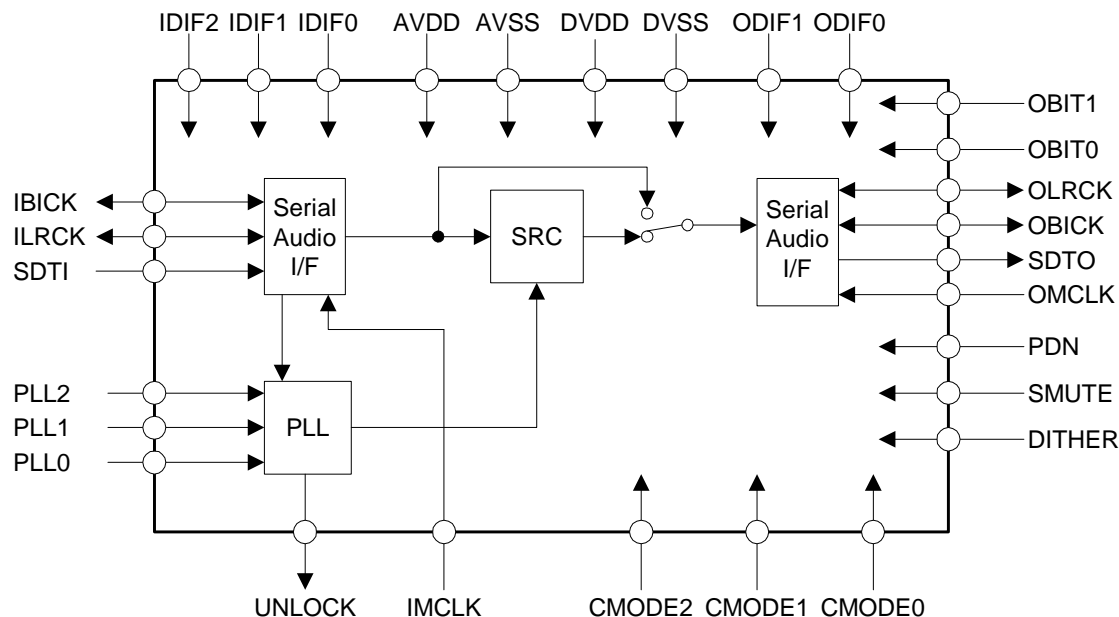 IDIF2 IDIF1 IDIF0 AVDD AVSS DVDD DVSS ODIF1 ODIF0
OBIT1
OBIT0
IBICK
ILRCK
SDTI
Serial
Audio
I/F
SRC
Serial
Audio
I/F
OLRCK
OBICK
SDTO
OMCLK
PDN
SMUTE
DITHER
PLL2
PLL1
PLL0
PLL
UNLOCK IMCLK CMODE2 CMODE1 CMODE0